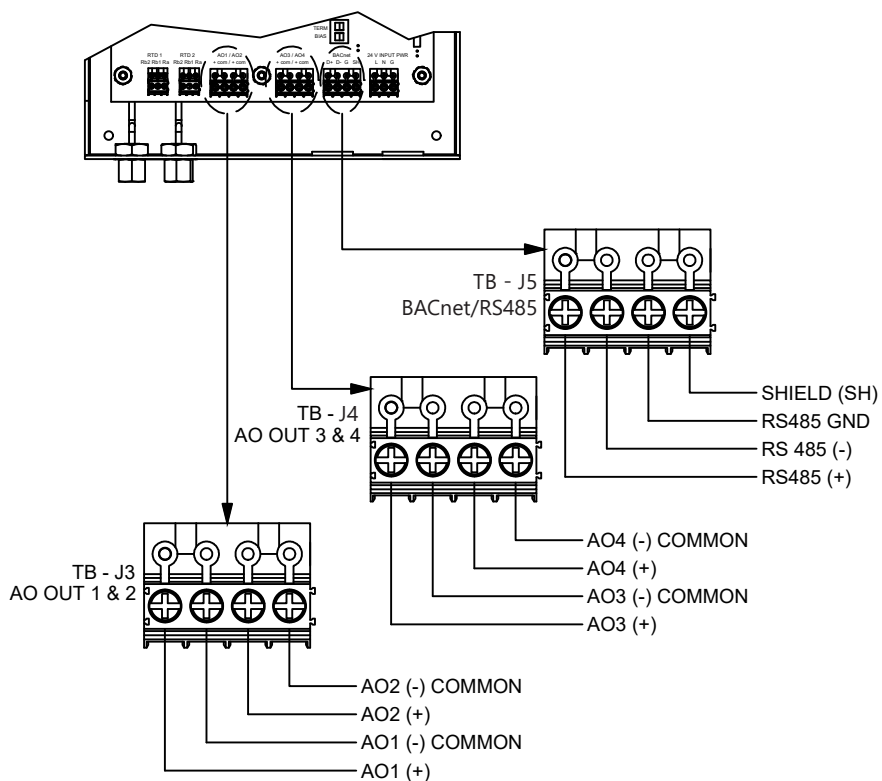 TERM
BIAS
RTD 1
RTD 2
AO1 / AO2
AO3 / AO4
BACnet
24 V INPUT PWR
Rb2 Rb1 Ra
Rb2 Rb1 Ra
+ com / + com
+ com / + com
D+ D- G
L N G
TB - J5
BACnet/RS485
SHIELD (SH)
RS485 GND
RS 485 (-)
RS485 (+)
TB - J4
AO OUT 3 & 4
AO4 (-) COMMON
AO4 (+)
AO3 (-) COMMON
AO3 (+)
TB - J3
AO OUT 1 & 2
AO2 (-) COMMON
AO2 (+)
AO1 (-) COMMON
AO1 (+)